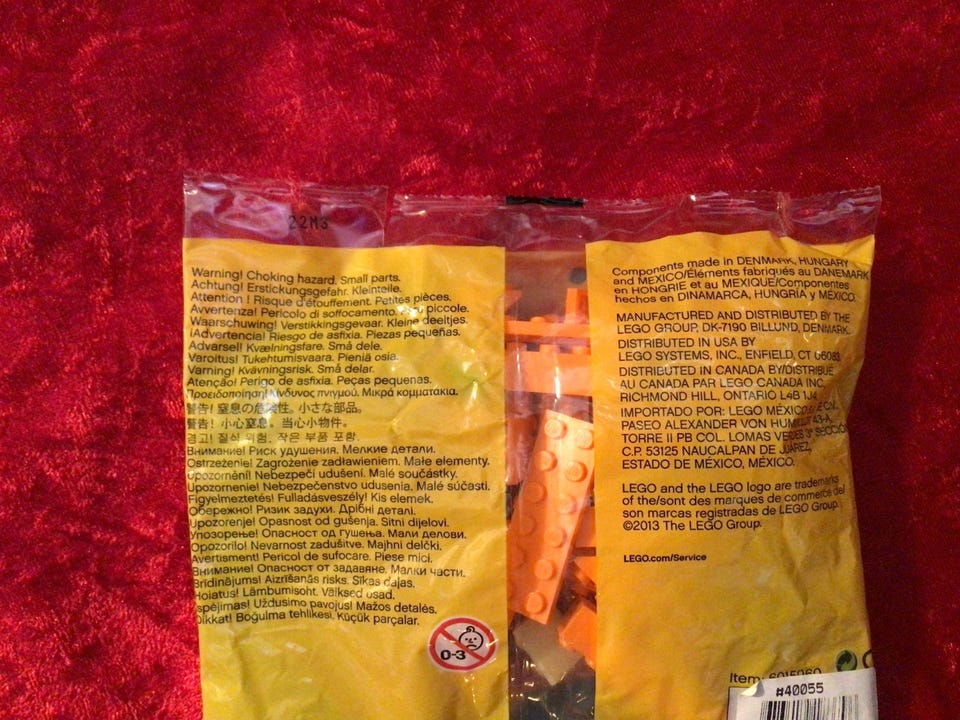 22M3
Warning! Choking hazard. Small parts.
Achtung! Erstickungsgefahr. Kleinteile.
Attention ! Risque d'étouffement. Petites pièces.
Avvertenza! Pericolo di soffocamento. piccole.
Waarschuwing! Verstikkingsgevaar. Kleine deeltjes.
¡Advertencia! Riesgo de asfixia. Piezas pequeñas.
Advarsel! Kvælningsfare. Små dele.
Varoitus! Tukehtumisvaara. Pieniä osia.
Varning! Kvävningsrisk. Små delar.
Atenção! Perigo de asfixia. Peças pequenas.
Προειδοποίηση! Κίνδυνος πνιγμού. Μικρά κομματάκια.
警告! 窒息の危険性。小さな部品。
警告! 小心窒息。当心小物件。
경고! 질식 위험. 작은 부품 포함.
Внимание! Риск удушения. Мелкие детали.
Ostrzeżenie! Zagrożenie zadławieniem. Małe elementy.
Upozornění! Nebezpečí udušení. Malé součástky.
Upozornenie! Nebezpečenstvo udusenia. Malé súčasti.
Figyelmeztetés! Fulladásveszély! Kis elemek.
Обережно! Ризик задухи. Дрібні деталі.
Upozorenje! Opasnost od gušenja. Sitni dijelovi.
Упозорење! Опасност од гушења. Мали делови.
Opozorilo! Nevarnost zadušitve. Majhni delčki.
Avertisment! Pericol de sufocare. Piese mici.
Внимание! Опасност от задавяне. Малки части.
Brīdinājums! Aizrīšanās risks. Sīkas daļas.
Hoiatus! Lämbumisoht. Väiksed osad.
spėjimas! Uždusimo pavojus! Mažos detalės.
Dikkat! Boğulma tehlikesi. Küçük parçalar.
0-3
Components made in DENMARK, HUNGARY
and MEXICO/Éléments fabriqués au DANEMARK
en HONGRIE et au MEXIQUE/Componentes
hechos en DINAMARCA, HUNGRÍA y MÉXICO.
MANUFACTURED AND DISTRIBUTED BY THE
LEGO GROUP, DK-7190 BILLUND, DENMARK.
DISTRIBUTED IN USA BY
LEGO SYSTEMS, INC., ENFIELD, CT 06083
DISTRIBUTED IN CANADA BY/DISTRIBUÉ
AU CANADA PAR LEGO CANADA INC.
RICHMOND HILL, ONTARIO L4B 1J4
IMPORTADO POR: LEGO MÉXICO
PASEO ALEXANDER VON HUMBOLDT 43-A,
TORRE II PB COL. LOMAS VERDES 3ª SECCIÓN
C.P. 53125 NAUCALPAN DE JUÁREZ,
ESTADO DE MÉXICO, MÉXICO.
LEGO and the LEGO logo are trademarks
of the/sont des marques de commerce de/
son marcas registradas de LEGO Group.
©2013 The LEGO Group.
LEGO.com/Service
Item:
#40055